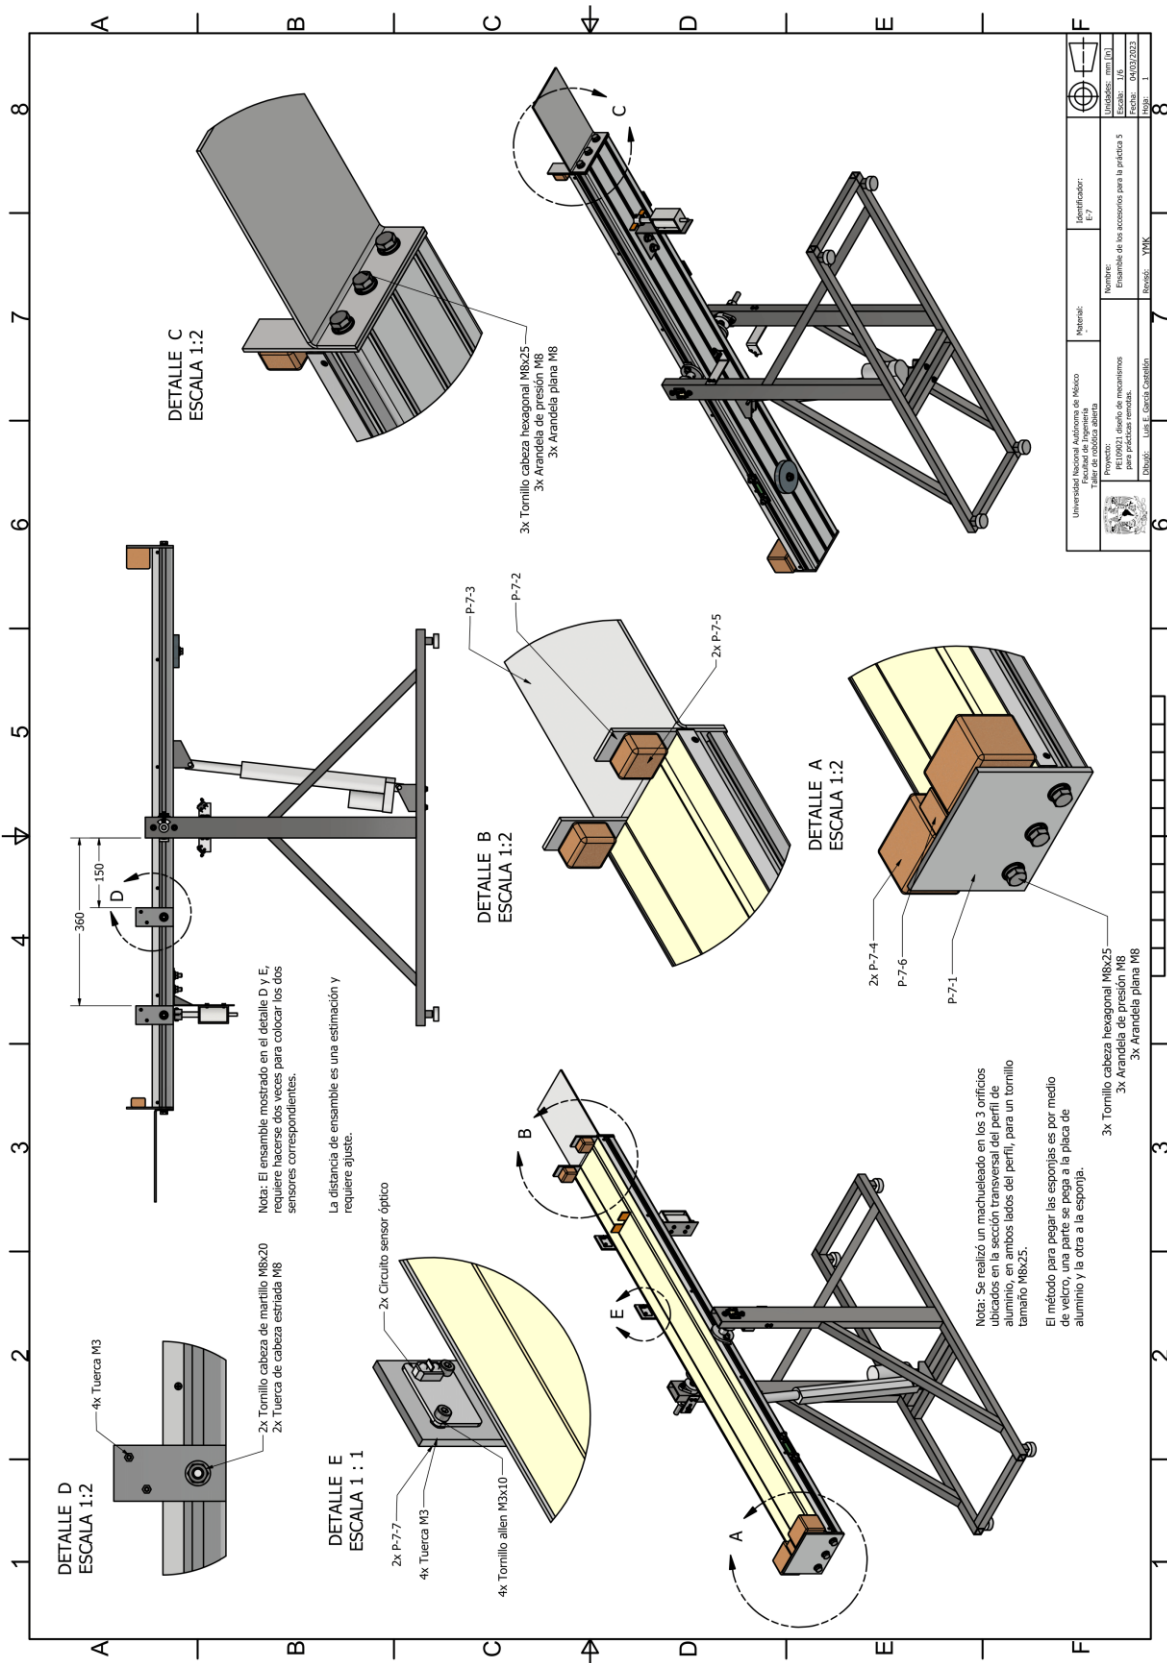 1
2
3
4
5
6
7
8
A
B
C
D
E
F
DETALLE D
ESCALA 1:2
4x Tuerca M3
2x Tornillo cabeza de martillo M8x20
2x Tuerca de cabeza estriada M8
360
150
D
Nota: El ensamble mostrado en el detalle D y E,
requiere hacerse dos veces para colocar los dos
sensores correspondientes.
La distancia de ensamble es una estimación y
requiere ajuste.
DETALLE C
ESCALA 1:2
3x Tornillo cabeza hexagonal M8x25
3x Arandela de presión M8
3x Arandela plana M8
DETALLE E
ESCALA 1 : 1
2x P-7-7
4x Tuerca M3
4x Tornillo allen M3x10
2x Circuito sensor óptico
DETALLE B
ESCALA 1:2
P-7-3
P-7-2
2x P-7-5
C
A
E
B
DETALLE A
ESCALA 1:2
2x P-7-4
P-7-6
P-7-1
3x Tornillo cabeza hexagonal M8x25
3x Arandela de presión M8
3x Arandela plana M8
Nota: Se realizó un machueleado en los 3 orificios
ubicados en la sección transversal del perfil de
aluminio, en ambos lados del perfil, para un tornillo
tamaño M8x25.
El método para pegar las esponjas es por medio
de velcro, una parte se pega a la placa de
aluminio y la otra a la esponja.
Universidad Nacional Autónoma de México
Facultad de Ingeniería
Taller de robótica abierta
Material:
-
Identificador:
E-7
Proyecto:
PE109021 diseño de mecanismos
para prácticas remotas.
Nombre:
Ensamble de los accesorios para la práctica 5
Unidades: mm [in]
Escala: 1/6
Fecha: 04/03/2023
Dibujó: Luis E. García Castellón
Revisó: YMK
Hoja: 1
1
2
3
4
5
6
7
8
A
B
C
D
E
F